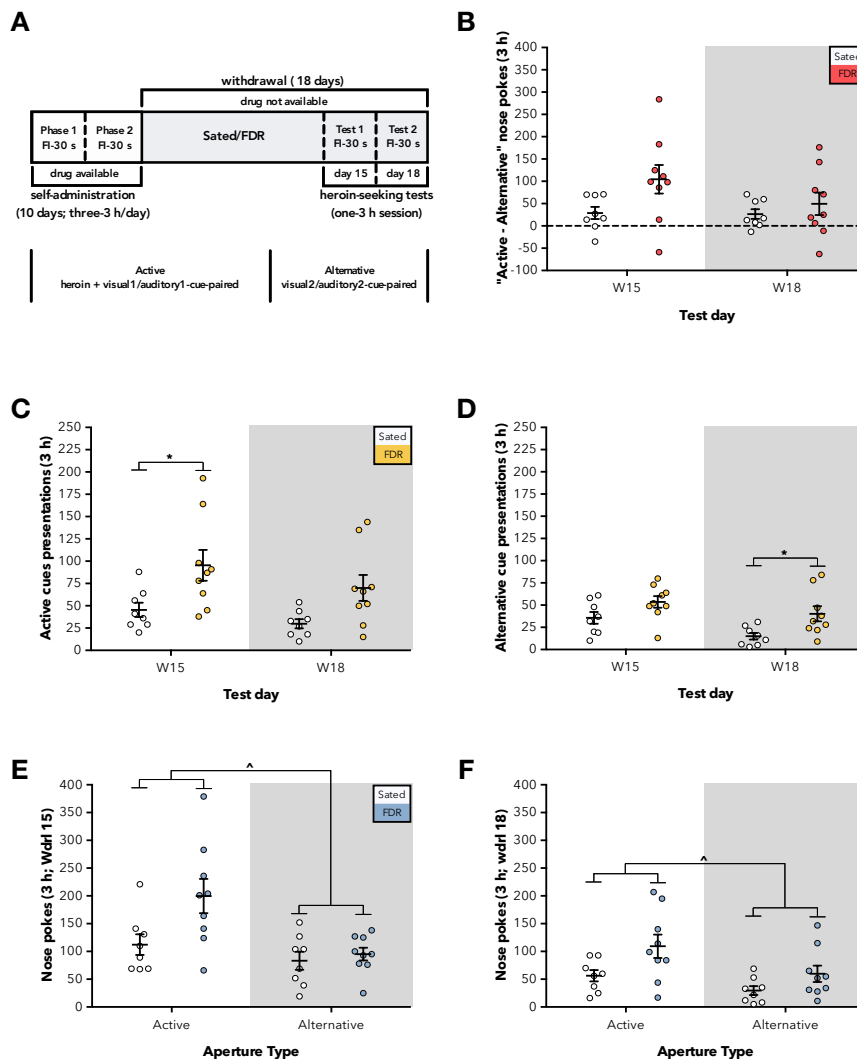 A
withdrawal ( 18 days)
drug not available
Phase 1
FI-30 s
Phase 2
FI-30 s
Sated/FDR
Test 1
FI-30 s
Test 2
FI-30 s
drug available
day 15
day 18
self-administration
(10 days; three-3 h/day)
heroin-seeking tests
(one-3 h session)
Active
heroin + visual1/auditory1-cue-paired
Alternative
visual2/auditory2-cue-paired
B
"Active - Alternative" nose pokes (3 h)
400
350
300
250
200
150
100
50
0
-50
-100
Sated
FDR
W15
W18
Test day
C
Active cues presentations (3 h)
250
225
200
175
150
125
100
75
50
25
0
*
Sated
FDR
W15
W18
Test day
D
Alternative cue presentations (3 h)
250
225
200
175
150
125
100
75
50
25
0
*
Sated
FDR
W15
W18
Test day
E
Nose pokes (3 h; Wdrl 15)
400
350
300
250
200
150
100
50
0
^
Sated
FDR
Active
Alternative
Aperture Type
F
Nose pokes (3 h; wdrl 18)
400
350
300
250
200
150
100
50
0
^
Sated
FDR
Active
Alternative
Aperture Type